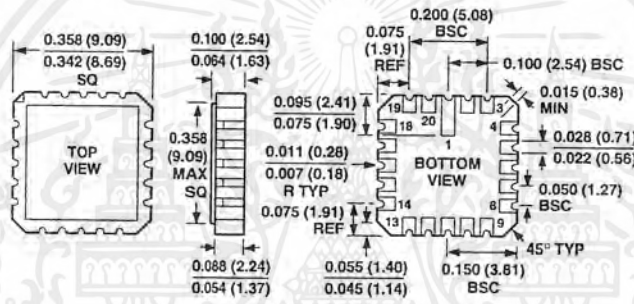 0.358 (9.09)
0.342 (8.69)
SQ
TOP
VIEW
0.100 (2.54)
0.064 (1.63)
0.358
(9.09)
MAX
SQ
0.088 (2.24)
0.054 (1.37)
0.200 (5.08)
BSC
0.075
(1.91)
REF
0.100 (2.54) BSC
0.015 (0.38)
MIN
0.095 (2.41)
0.075 (1.90)
19
20
3
18
4
1
0.028 (0.71)
0.022 (0.56)
0.011 (0.28)
0.007 (0.18)
R TYP
BOTTOM
VIEW
0.050 (1.27)
BSC
0.075 (1.91)
REF
14
8
13
9
45° TYP
0.055 (1.40)
0.045 (1.14)
0.150 (3.81)
BSC